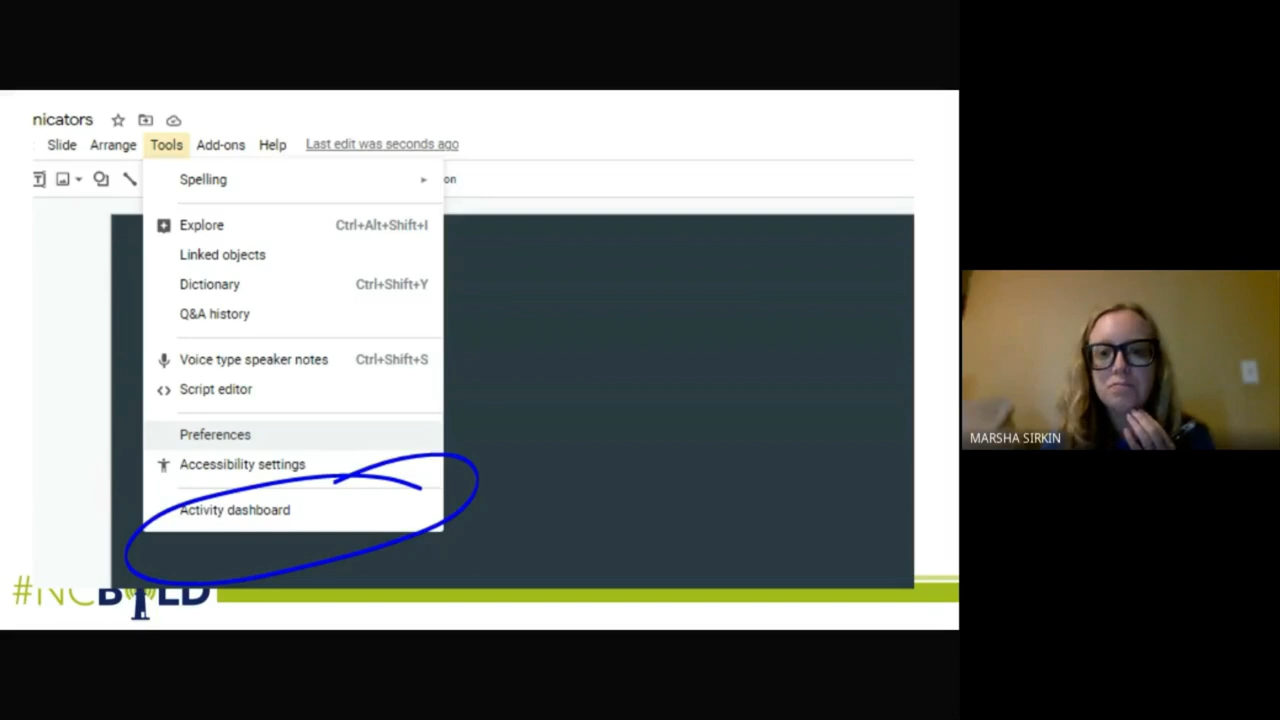 nicators
Slide Arrange Tools Add-ons Help Last edit was seconds ago
Spelling on
Explore Ctrl+Alt+Shift+I
Linked objects
Dictionary Ctrl+Shift+Y
Q&A history
Voice type speaker notes Ctrl+Shift+S
Script editor
Preferences
Accessibility settings
Activity dashboard
MARSHA SIRKIN